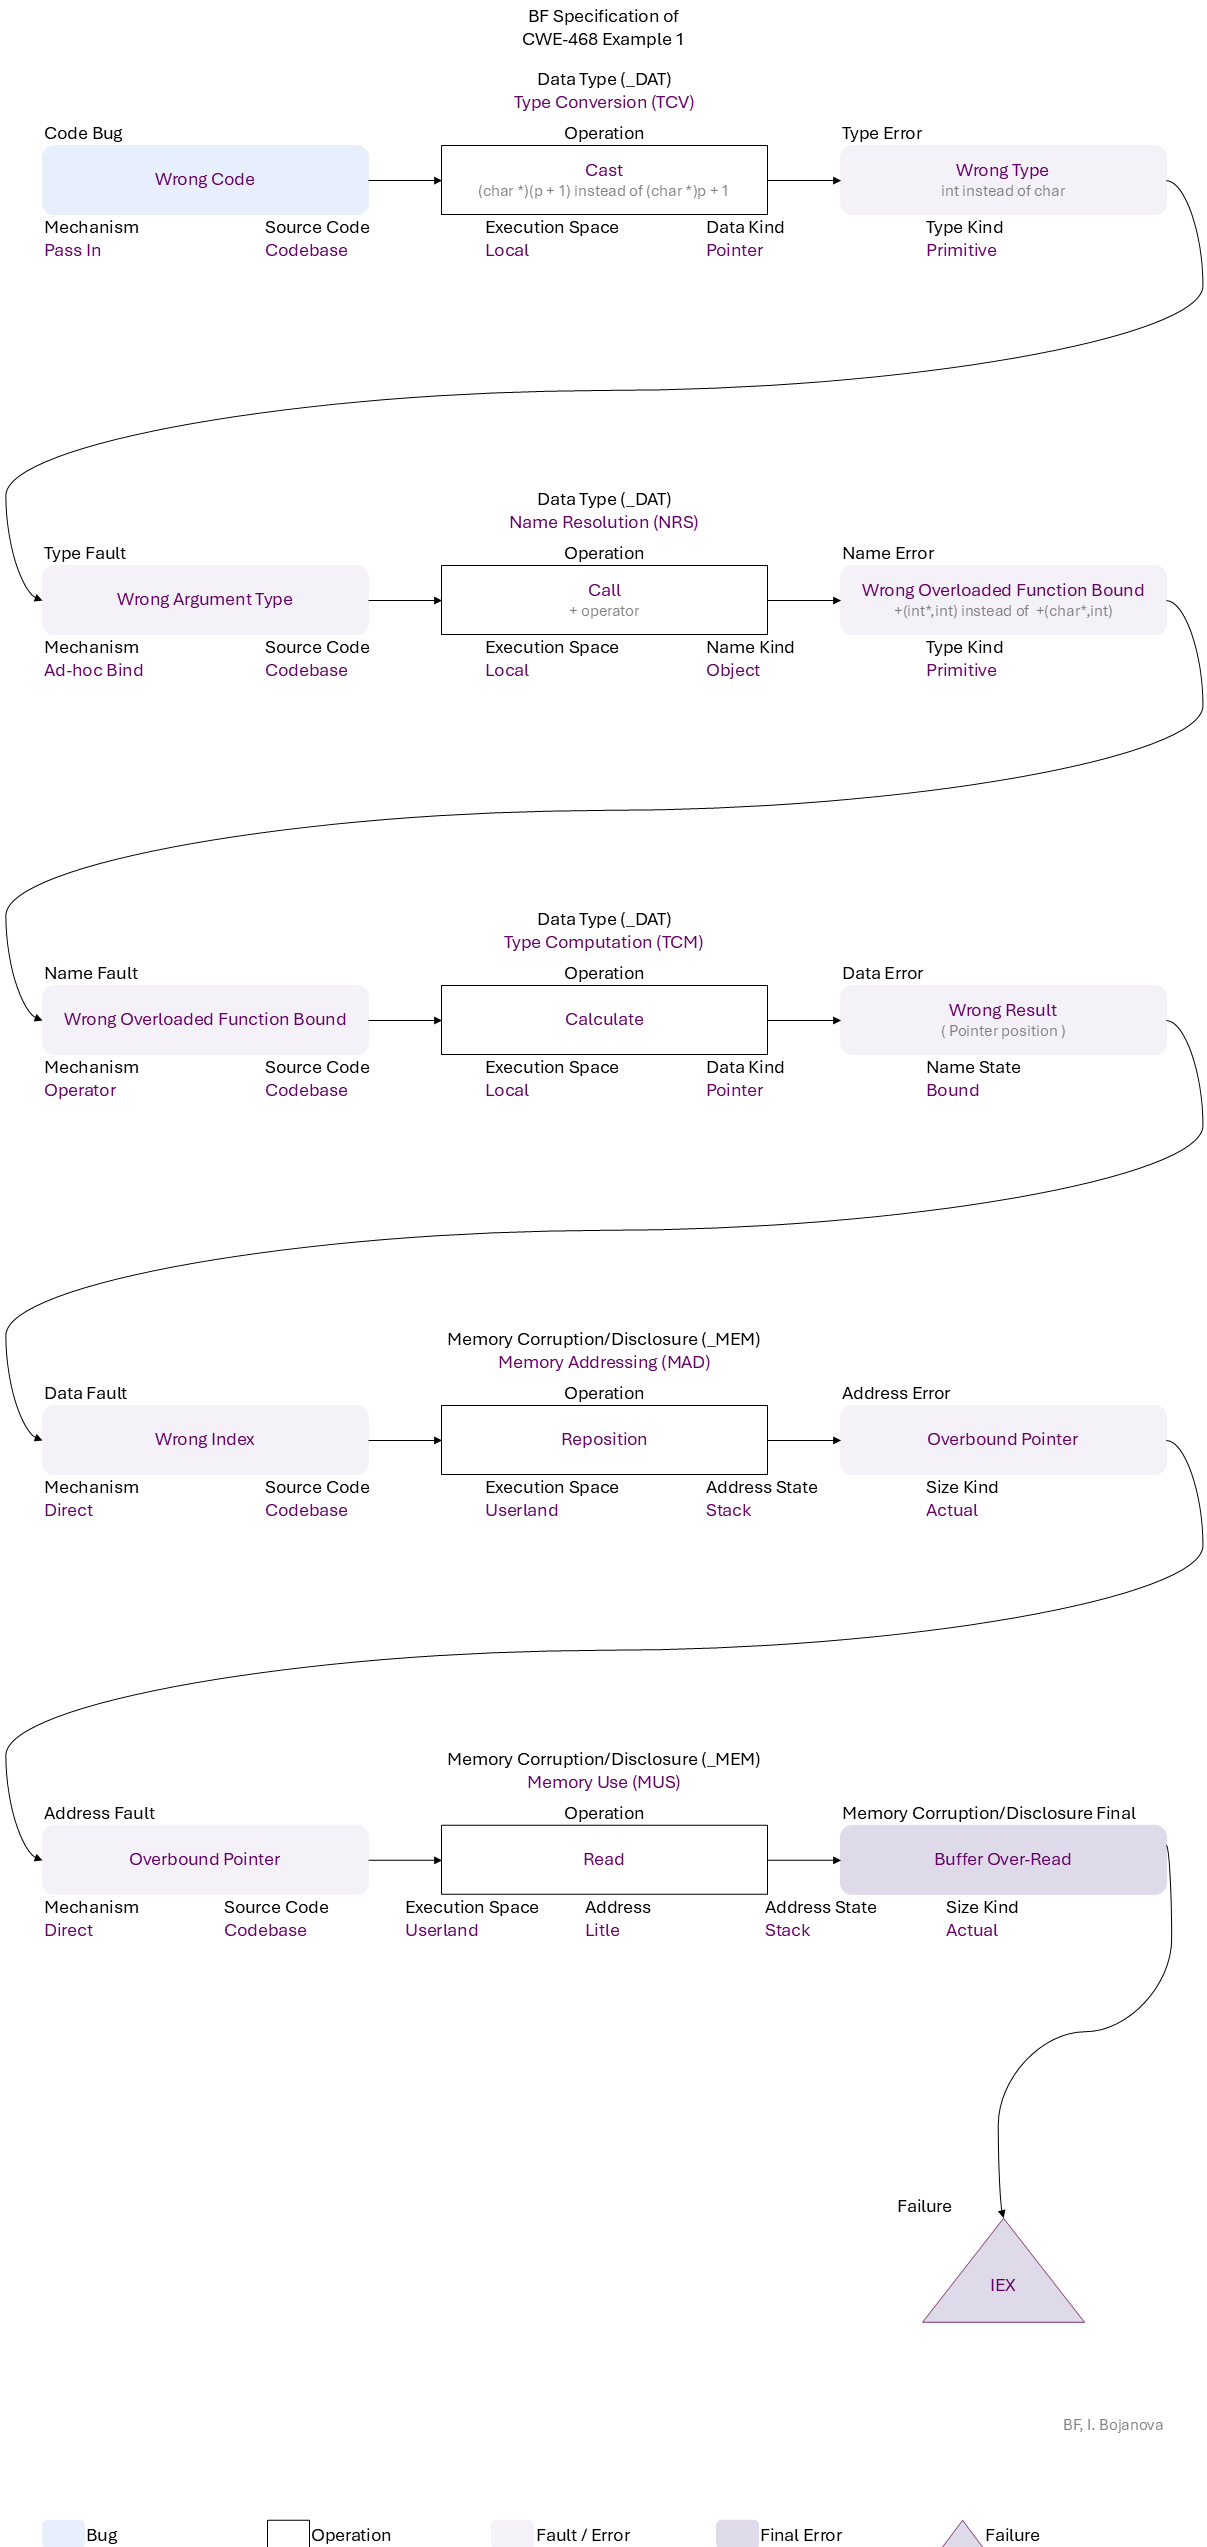 BF Specification of
CWE-468 Example 1
Data Type (_DAT)
Type Conversion (TCV)
Code Bug Operation Type Error
Wrong Code Cast Wrong Type
(char *)(p + 1) instead of (char *)p + 1 int instead of char
Mechanism Source Code Execution Space Data Kind Type Kind
Pass In Codebase Local Pointer Primitive
Data Type (_DAT)
Name Resolution (NRS)
Type Fault Operation Name Error
Wrong Argument Type Call Wrong Overloaded Function Bound
+ operator +(int*,int) instead of +(char*,int)
Mechanism Source Code Execution Space Name Kind Type Kind
Ad-hoc Bind Codebase Local Object Primitive
Data Type (_DAT)
Type Computation (TCM)
Name Fault Operation Data Error
Wrong Overloaded Function Bound Calculate Wrong Result
( Pointer position )
Mechanism Source Code Execution Space Data Kind Name State
Operator Codebase Local Pointer Bound
Memory Corruption/Disclosure (_MEM)
Memory Addressing (MAD)
Data Fault Operation Address Error
Wrong Index Reposition Overbound Pointer
Mechanism Source Code Execution Space Address State Size Kind
Direct Codebase Userland Stack Actual
Memory Corruption/Disclosure (_MEM)
Memory Use (MUS)
Address Fault Operation Memory Corruption/Disclosure Final
Overbound Pointer Read Buffer Over-Read
Mechanism Source Code Execution Space Address Address State Size Kind
Direct Codebase Userland Litle Stack Actual
Failure
IEX
BF, I. Bojanova
Bug Operation Fault / Error Final Error Failure